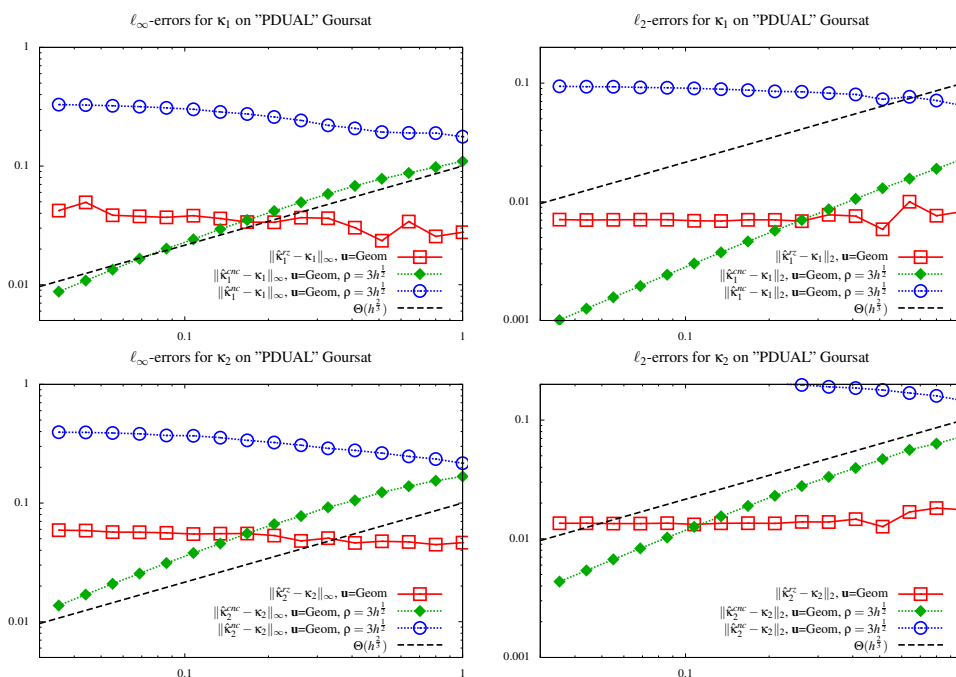 ℓ∞-errors for κ1 on ”PDUAL” Goursat
1
0.1
0.01
0.1
1
‖κ̂1^rz − κ1‖∞, u=Geom
‖κ̂1^cnc − κ1‖∞, u=Geom, ρ = 3h^(1/2)
‖κ̂1^nc − κ1‖∞, u=Geom, ρ = 3h^(1/2)
Θ(h^(2/3))
ℓ2-errors for κ1 on ”PDUAL” Goursat
0.1
0.01
0.001
0.1
‖κ̂1^rz − κ1‖2, u=Geom
‖κ̂1^cnc − κ1‖2, u=Geom, ρ = 3h^(1/2)
‖κ̂1^nc − κ1‖2, u=Geom, ρ = 3h^(1/2)
Θ(h^(2/3))
ℓ∞-errors for κ2 on ”PDUAL” Goursat
1
0.1
0.01
0.1
1
‖κ̂2^rz − κ2‖∞, u=Geom
‖κ̂2^cnc − κ2‖∞, u=Geom, ρ = 3h^(1/2)
‖κ̂2^nc − κ2‖∞, u=Geom, ρ = 3h^(1/2)
Θ(h^(2/3))
ℓ2-errors for κ2 on ”PDUAL” Goursat
0.1
0.01
0.001
0.1
‖κ̂2^rz − κ2‖2, u=Geom
‖κ̂2^cnc − κ2‖2, u=Geom, ρ = 3h^(1/2)
‖κ̂2^nc − κ2‖2, u=Geom, ρ = 3h^(1/2)
Θ(h^(2/3))